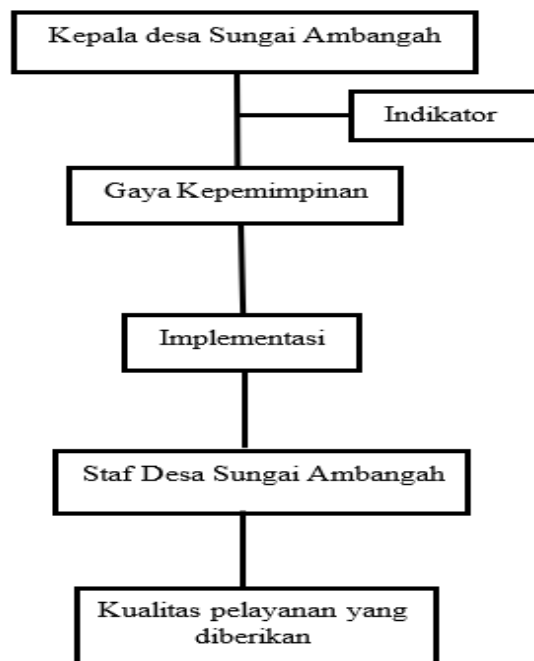 Kepala desa Sungai Ambangah
Indikator
Gaya Kepemimpinan
Implementasi
Staf Desa Sungai Ambangah
Kualitas pelayanan yang
diberikan